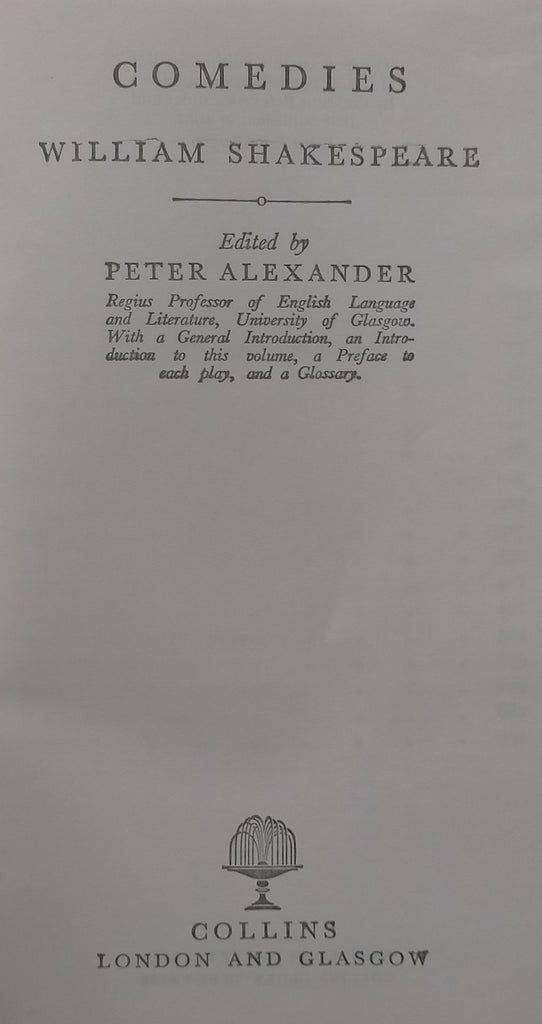 COMEDIES
WILLIAM SHAKESPEARE
Edited by
PETER ALEXANDER
Regius Professor of English Language
and Literature, University of Glasgow.
With a General Introduction, an Intro-
duction to this volume, a Preface to
each play, and a Glossary.
COLLINS
LONDON AND GLASGOW